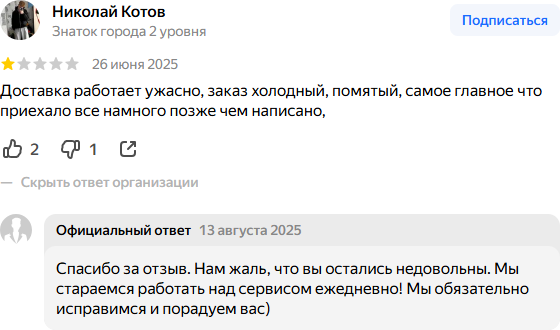 Николай Котов
Подписаться
Знаток города 2 уровня
26 июня 2025
Доставка работает ужасно, заказ холодный, помятый, самое главное что
приехало все намного позже чем написано,
2 1
— Скрыть ответ организации
Официальный ответ 13 августа 2025
Спасибо за отзыв. Нам жаль, что вы остались недовольны. Мы
стараемся работать над сервисом ежедневно! Мы обязательно
исправимся и порадуем вас)